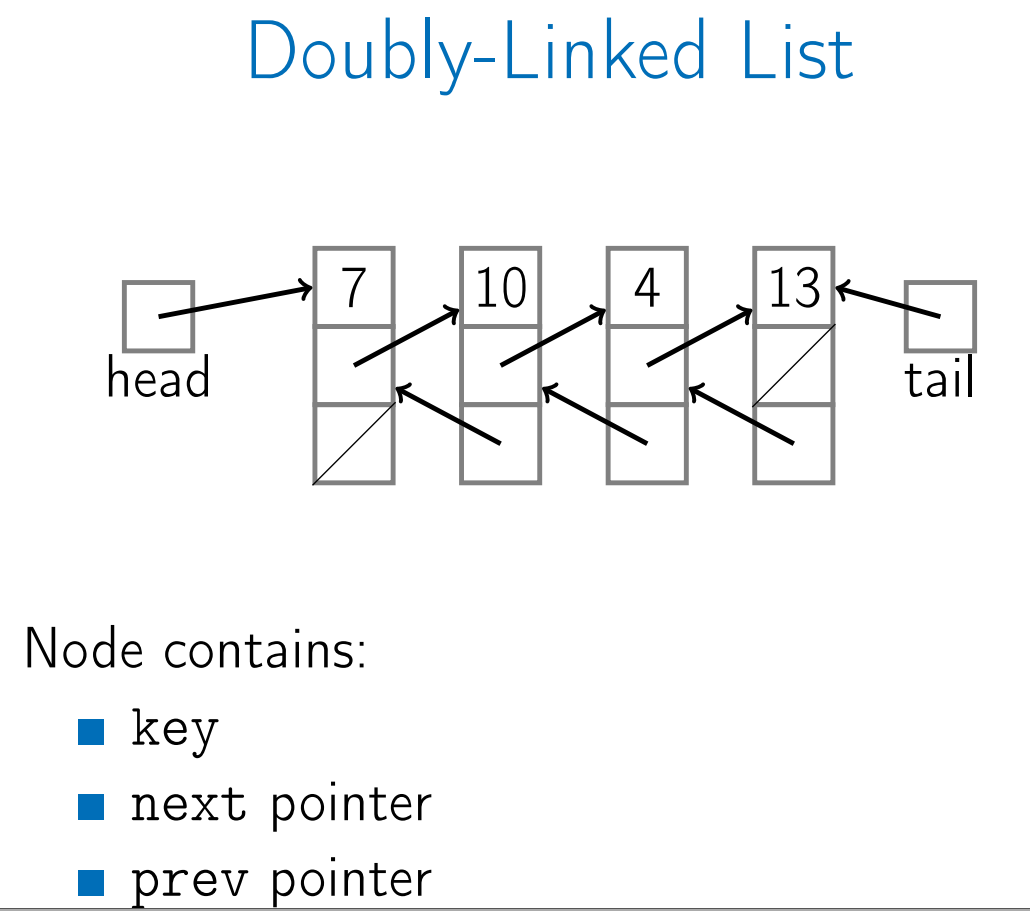 Doubly-Linked List
7 10 4 13
head tail
Node contains:
key
next pointer
prev pointer